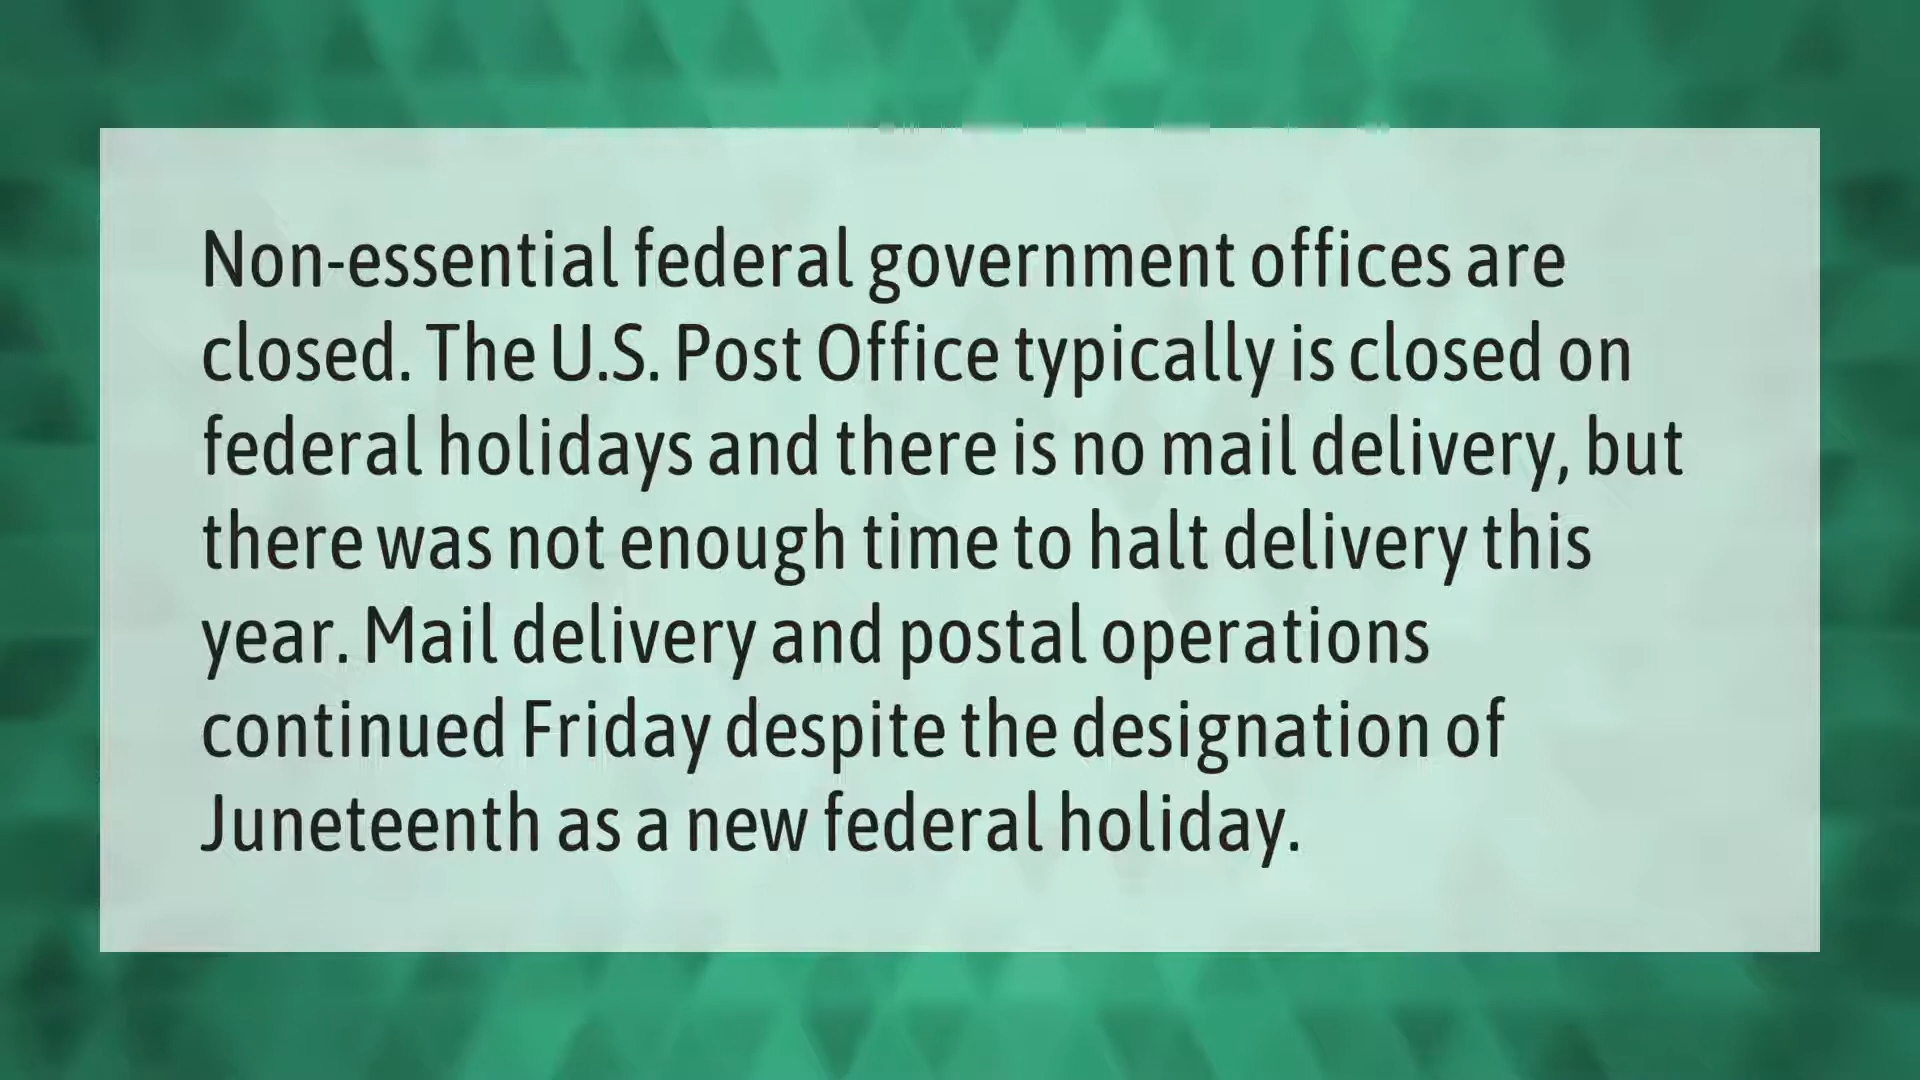 Non-essential federal government offices are
closed. The U.S. Post Office typically is closed on
federal holidays and there is no mail delivery, but
there was not enough time to halt delivery this
year. Mail delivery and postal operations
continued Friday despite the designation of
Juneteenth as a new federal holiday.